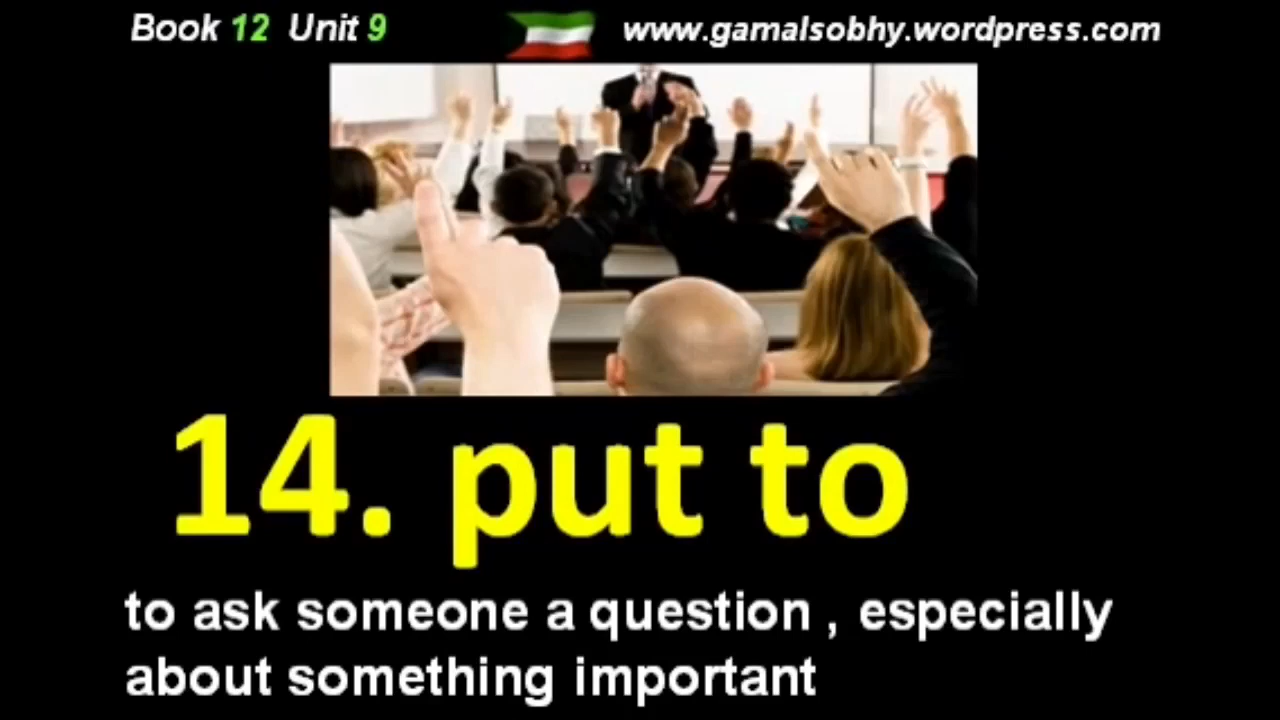 Book 12 Unit 9
www.gamalsobhy.wordpress.com
14. put to
to ask someone a question , especially
about something important